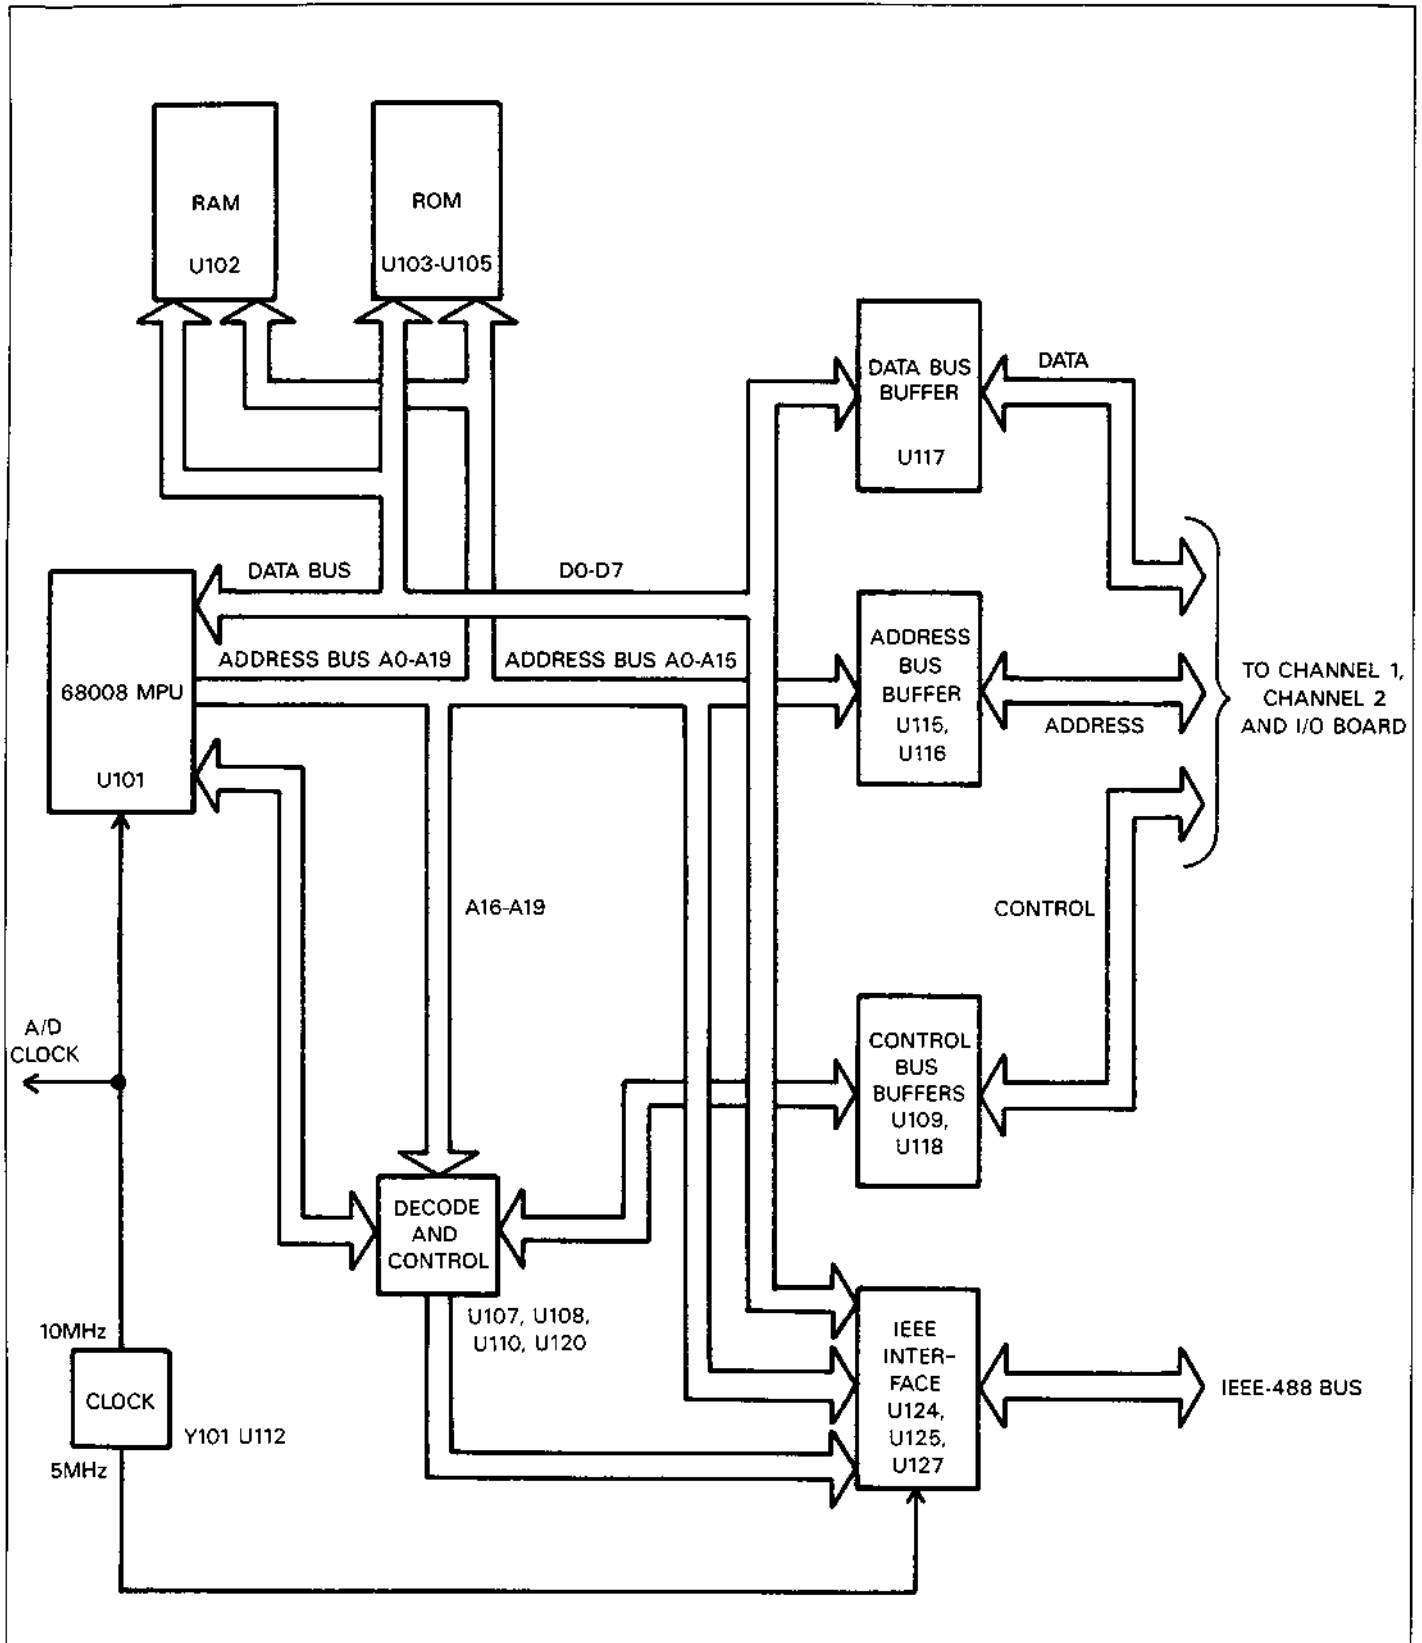 RAM
U102
ROM
U103-U105
DATA BUS
BUFFER
U117
DATA
DATA BUS
D0-D7
68008 MPU
U101
ADDRESS BUS A0-A19
ADDRESS BUS A0-A15
ADDRESS
BUS
BUFFER
U115,
U116
ADDRESS
TO CHANNEL 1,
CHANNEL 2
AND I/O BOARD
A16-A19
CONTROL
A/D
CLOCK
CONTROL
BUS
BUFFERS
U109,
U118
DECODE
AND
CONTROL
U107, U108,
U110, U120
10MHz
CLOCK
Y101 U112
5MHz
IEEE
INTER-
FACE
U124,
U125,
U127
IEEE-488 BUS